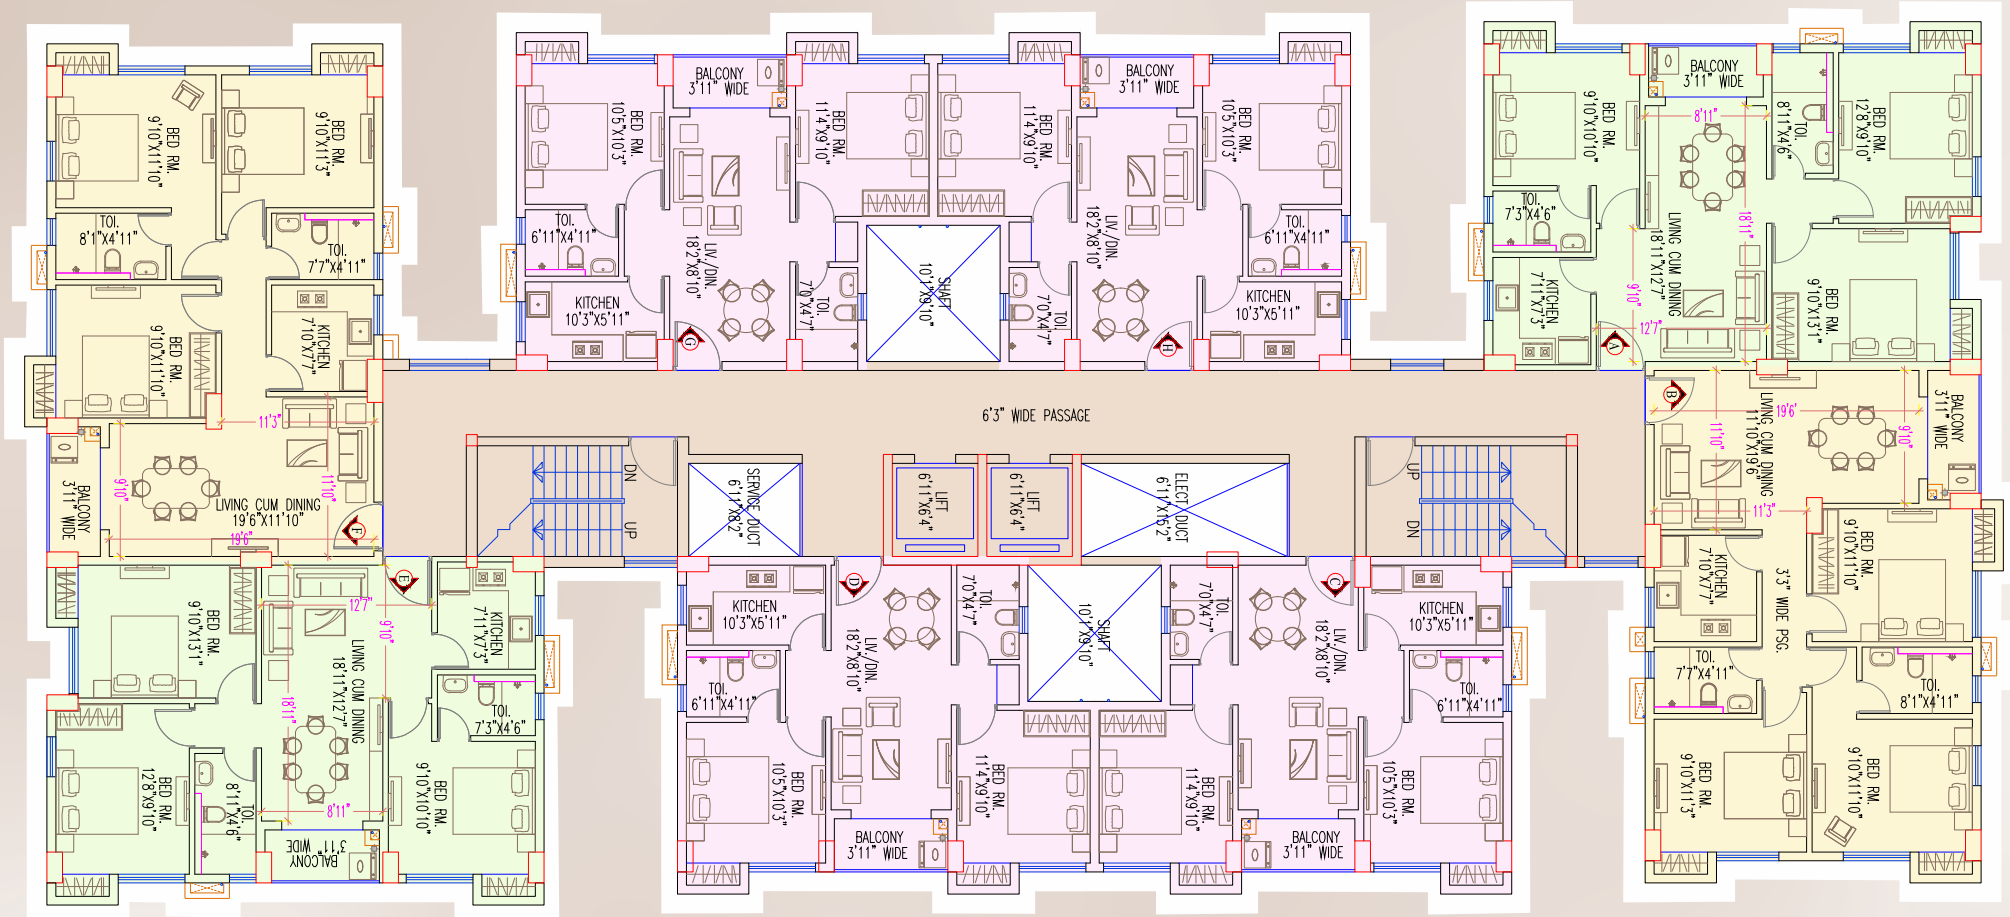 BED RM.
9'10"X11'10"
BED RM.
9'10"X11'3"
TOI.
8'1"X4'11"
TOI.
7'7"X4'11"
BED RM.
9'10"X11'10"
KITCHEN
7'10"X7'7"
11'3"
11'10"
9'10"
LIVING CUM DINING
19'6"X11'10"
19'6"
BALCONY
3'11" WIDE
F
BED RM.
10'5"X10'3"
BALCONY
3'11" WIDE
BED RM.
11'4"X9'10"
TOI.
6'11"X4'11"
LIV./DIN.
18'2"X8'10"
KITCHEN
10'3"X5'11"
TOI.
7'0"X4'7"
G
SHAFT
10'1"X9'10"
BED RM.
11'4"X9'10"
BALCONY
3'11" WIDE
BED RM.
10'5"X10'3"
LIV./DIN.
18'2"X8'10"
TOI.
6'11"X4'11"
TOI.
7'0"X4'7"
KITCHEN
10'3"X5'11"
H
BED RM.
9'10"X10'10"
BALCONY
3'11" WIDE
8'11"
TOI.
8'11"X4'6"
BED RM.
12'8"X9'10"
TOI.
7'3"X4'6"
LIVING CUM DINING
18'11"X12'7"
18'11"
9'10"
KITCHEN
7'11"X7'3"
BED RM.
9'10"X13'1"
12'7"
A
6'3" WIDE PASSAGE
DN
UP
SERVICE DUCT
6'11"X8'2"
LIFT
6'11"X6'4"
LIFT
6'11"X6'4"
ELECT. DUCT
6'11"X15'2"
UP
DN
B
LIVING CUM DINING
11'10"X19'6"
19'6'
11'10"
9'10"
11'3"
BALCONY
3'11" WIDE
KITCHEN
7'10"X7'7"
3'3" WIDE PSG.
BED RM.
9'10"X11'10"
TOI.
7'7"X4'11"
TOI.
8'1"X4'11"
BED RM.
9'10"X11'3"
BED RM.
9'10"X11'10"
E
12'7"
9'10"
BED RM.
9'10"X13'1"
LIVING CUM DINING
18'11"X12'7"
18'11"
KITCHEN
7'11"X7'3"
TOI.
7'3"X4'6"
BED RM.
12'8"X9'10"
TOI.
8'11"X4'6"
8'11"
BALCONY
3'11" WIDE
BED RM.
9'10"X10'10"
D
KITCHEN
10'3"X5'11"
TOI.
7'0"X4'7"
LIV./DIN.
18'2"X8'10"
TOI.
6'11"X4'11"
BED RM.
10'5"X10'3"
BALCONY
3'11" WIDE
BED RM.
11'4"X9'10"
SHAFT
10'1"X9'10"
C
TOI.
7'0"X4'7"
KITCHEN
10'3"X5'11"
LIV./DIN.
18'2"X8'10"
TOI.
6'11"X4'11"
BED RM.
11'4"X9'10"
BALCONY
3'11" WIDE
BED RM.
10'5"X10'3"